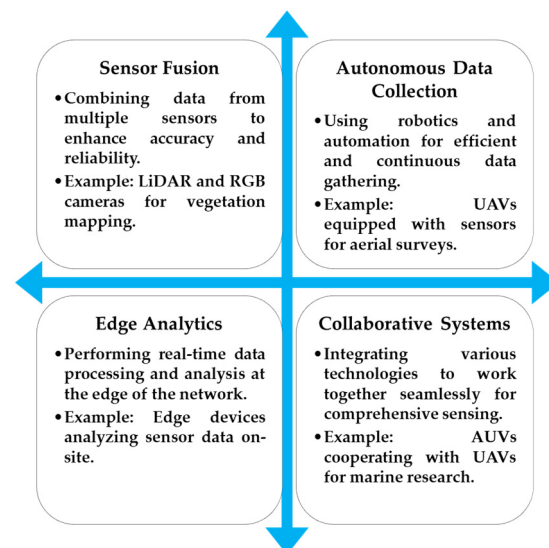 Sensor Fusion
•Combining data from
multiple sensors to
enhance accuracy and
reliability.
•Example: LiDAR and RGB
cameras for vegetation
mapping.
Autonomous Data
Collection
•Using robotics and
automation for efficient
and continuous data
gathering.
•Example: UAVs
equipped with sensors
for aerial surveys.
Edge Analytics
•Performing real-time data
processing and analysis at
the edge of the network.
•Example: Edge devices
analyzing sensor data on-
site.
Collaborative Systems
•Integrating various
technologies to work
together seamlessly for
comprehensive sensing.
•Example: AUVs
cooperating with UAVs
for marine research.